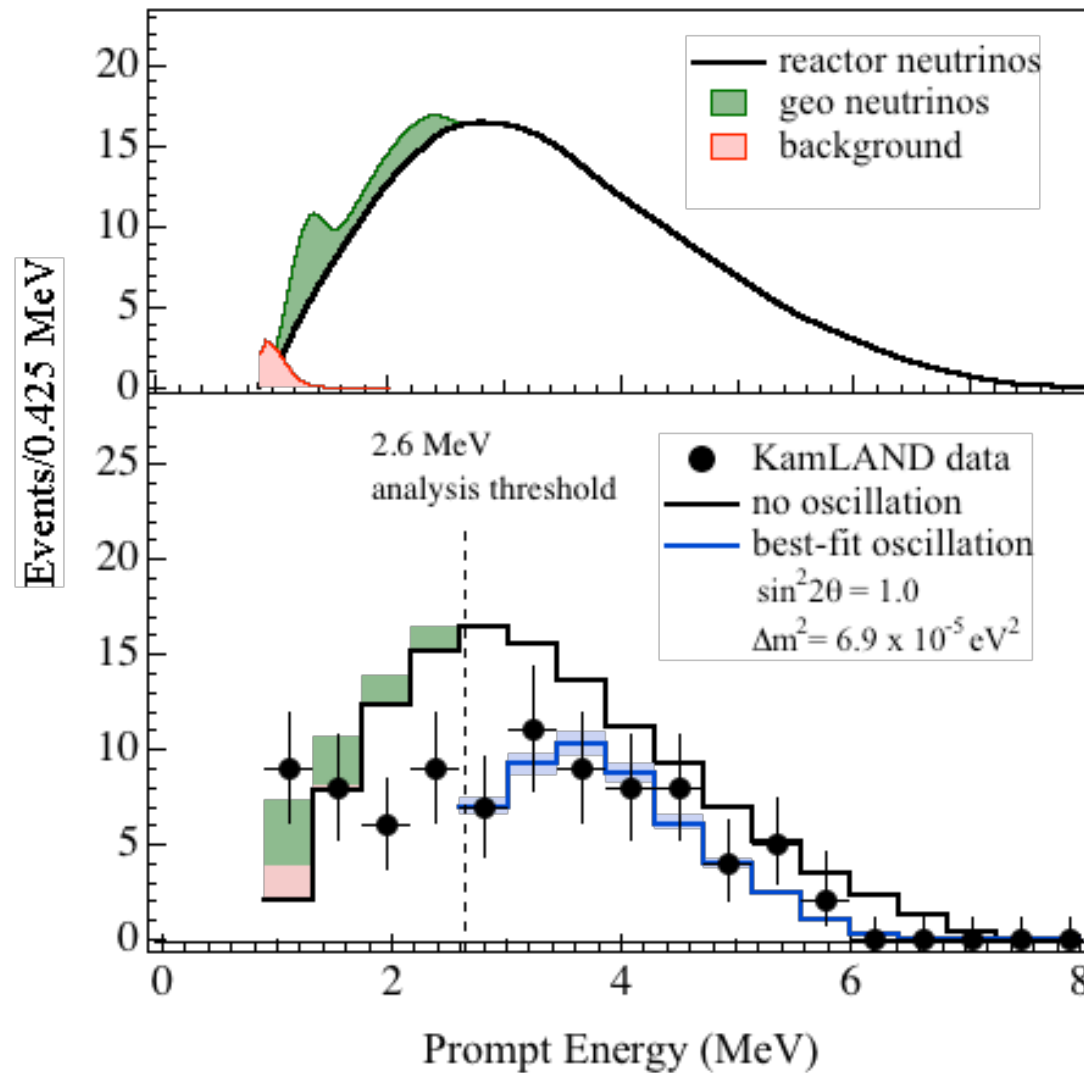 20
15
10
5
0
reactor neutrinos
geo neutrinos
background
Events/0.425 MeV
25
20
15
10
5
0
2.6 MeV
analysis threshold
KamLAND data
no oscillation
best-fit oscillation
sin²2θ = 1.0
Δm²= 6.9 x 10⁻⁵ eV²
0 2 4 6 8
Prompt Energy (MeV)